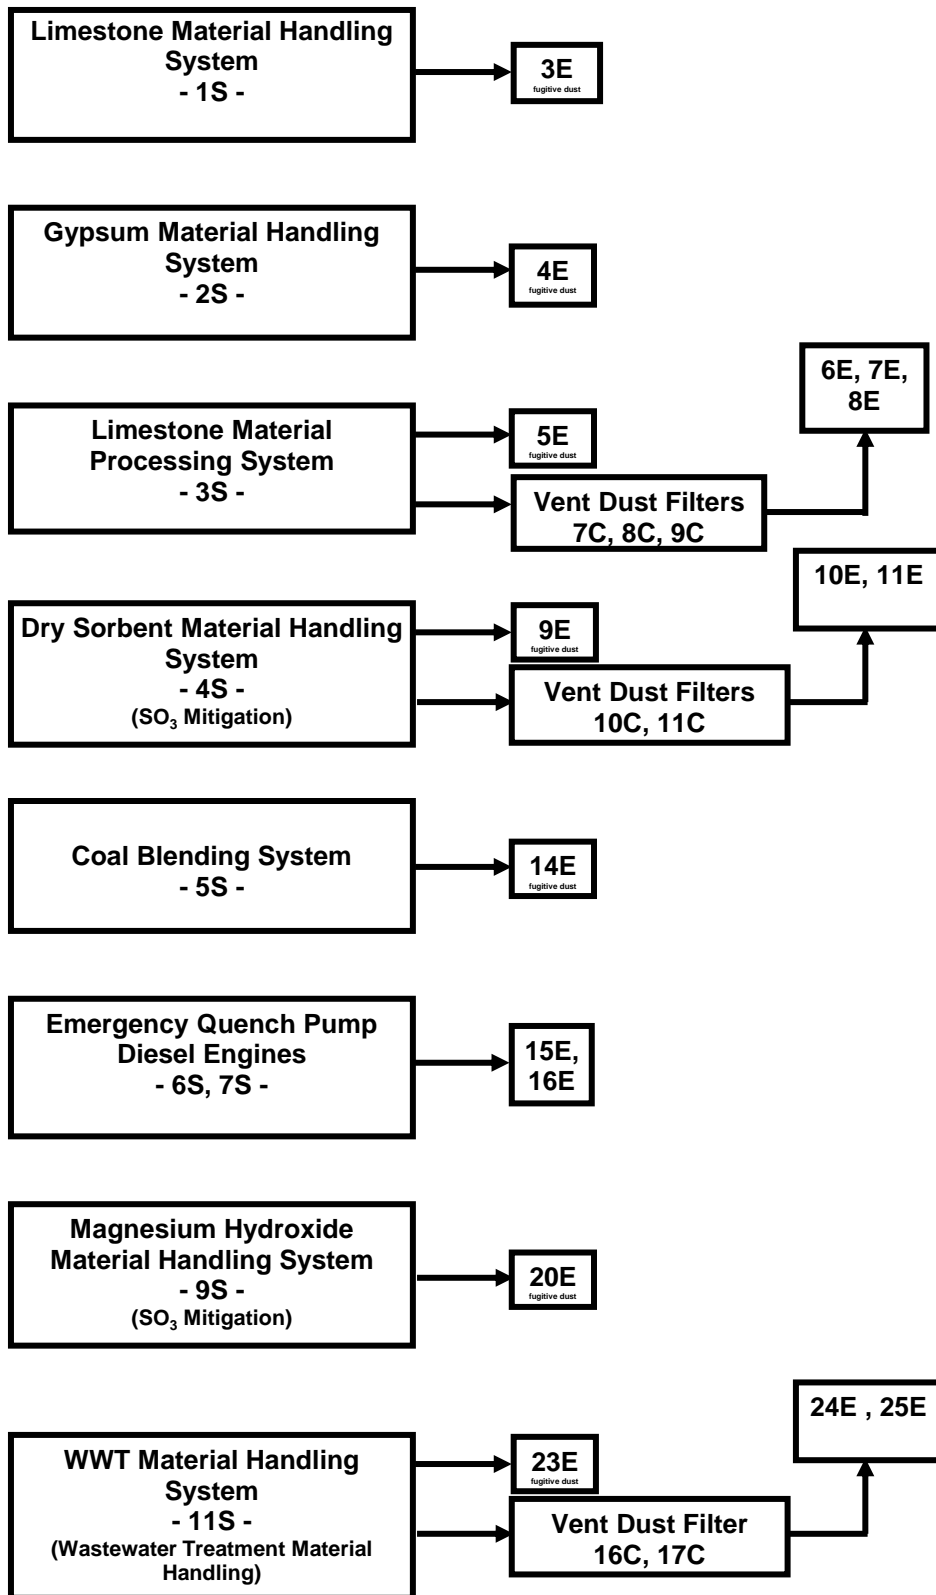 Limestone Material Handling
System
- 1S -
3E
fugitive dust
Gypsum Material Handling
System
- 2S -
4E
fugitive dust
Limestone Material
Processing System
- 3S -
5E
fugitive dust
Vent Dust Filters
7C, 8C, 9C
6E, 7E,
8E
Dry Sorbent Material Handling
System
- 4S -
(SO₃ Mitigation)
9E
fugitive dust
Vent Dust Filters
10C, 11C
10E, 11E
Coal Blending System
- 5S -
14E
fugitive dust
Emergency Quench Pump
Diesel Engines
- 6S, 7S -
15E,
16E
Magnesium Hydroxide
Material Handling System
- 9S -
(SO₃ Mitigation)
20E
fugitive dust
WWT Material Handling
System
- 11S -
(Wastewater Treatment Material
Handling)
23E
fugitive dust
Vent Dust Filter
16C, 17C
24E , 25E